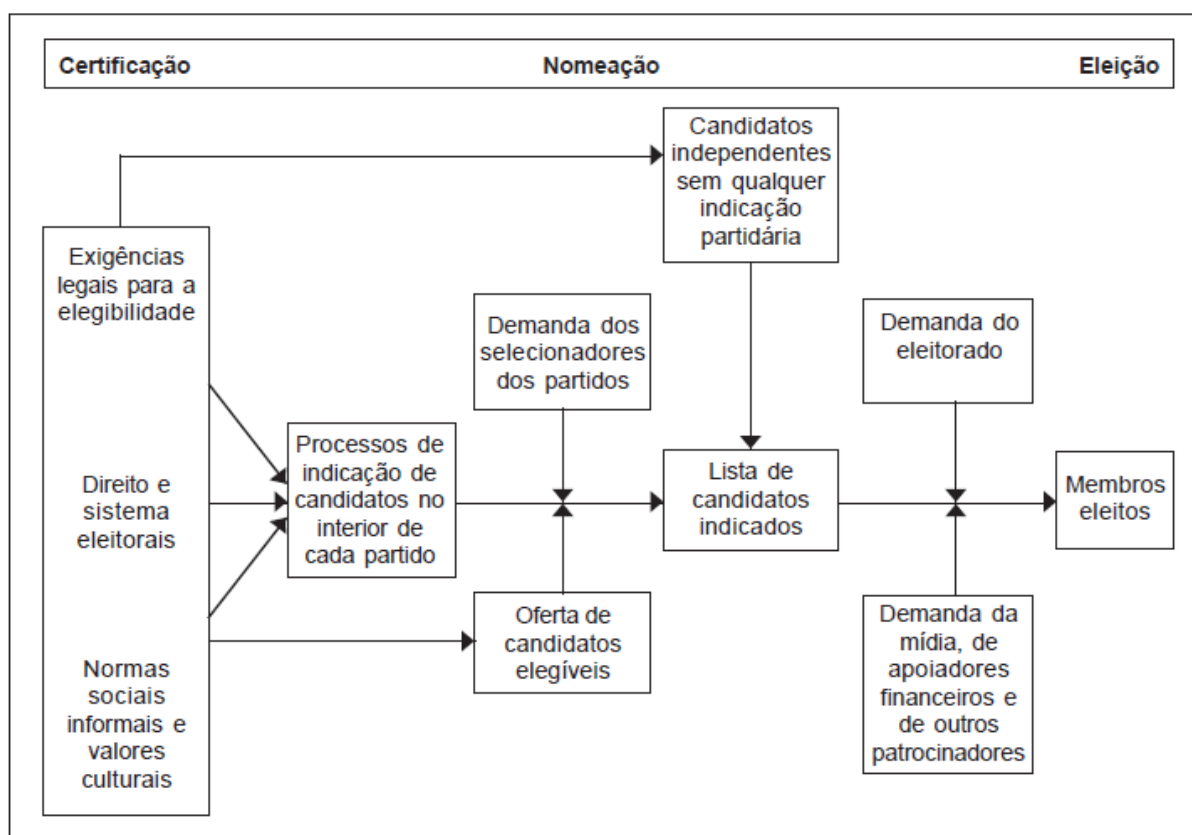 Certificação Nomeação Eleição
Candidatos
independentes
sem qualquer
indicação
partidária
Exigências
legais para a
elegibilidade
Direito e
sistema
eleitorais
Normas
sociais
informais e
valores
culturais
Processos de
indicação de
candidatos no
interior de
cada partido
Demanda dos
selecionadores
dos partidos
Oferta de
candidatos
elegíveis
Lista de
candidatos
indicados
Demanda do
eleitorado
Demanda da
mídia, de
apoiadores
financeiros e
de outros
patrocinadores
Membros
eleitos